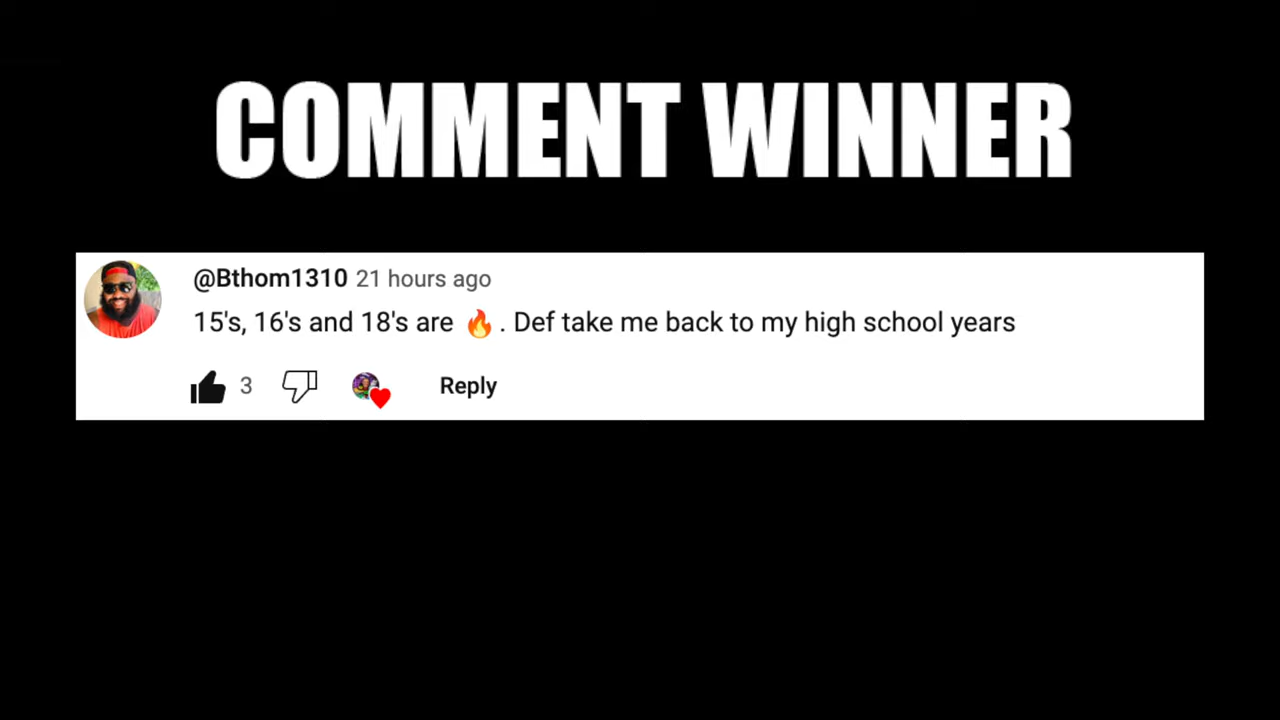 COMMENT WINNER
@Bthom1310 21 hours ago
15's, 16's and 18's are 🔥. Def take me back to my high school years
3 Reply